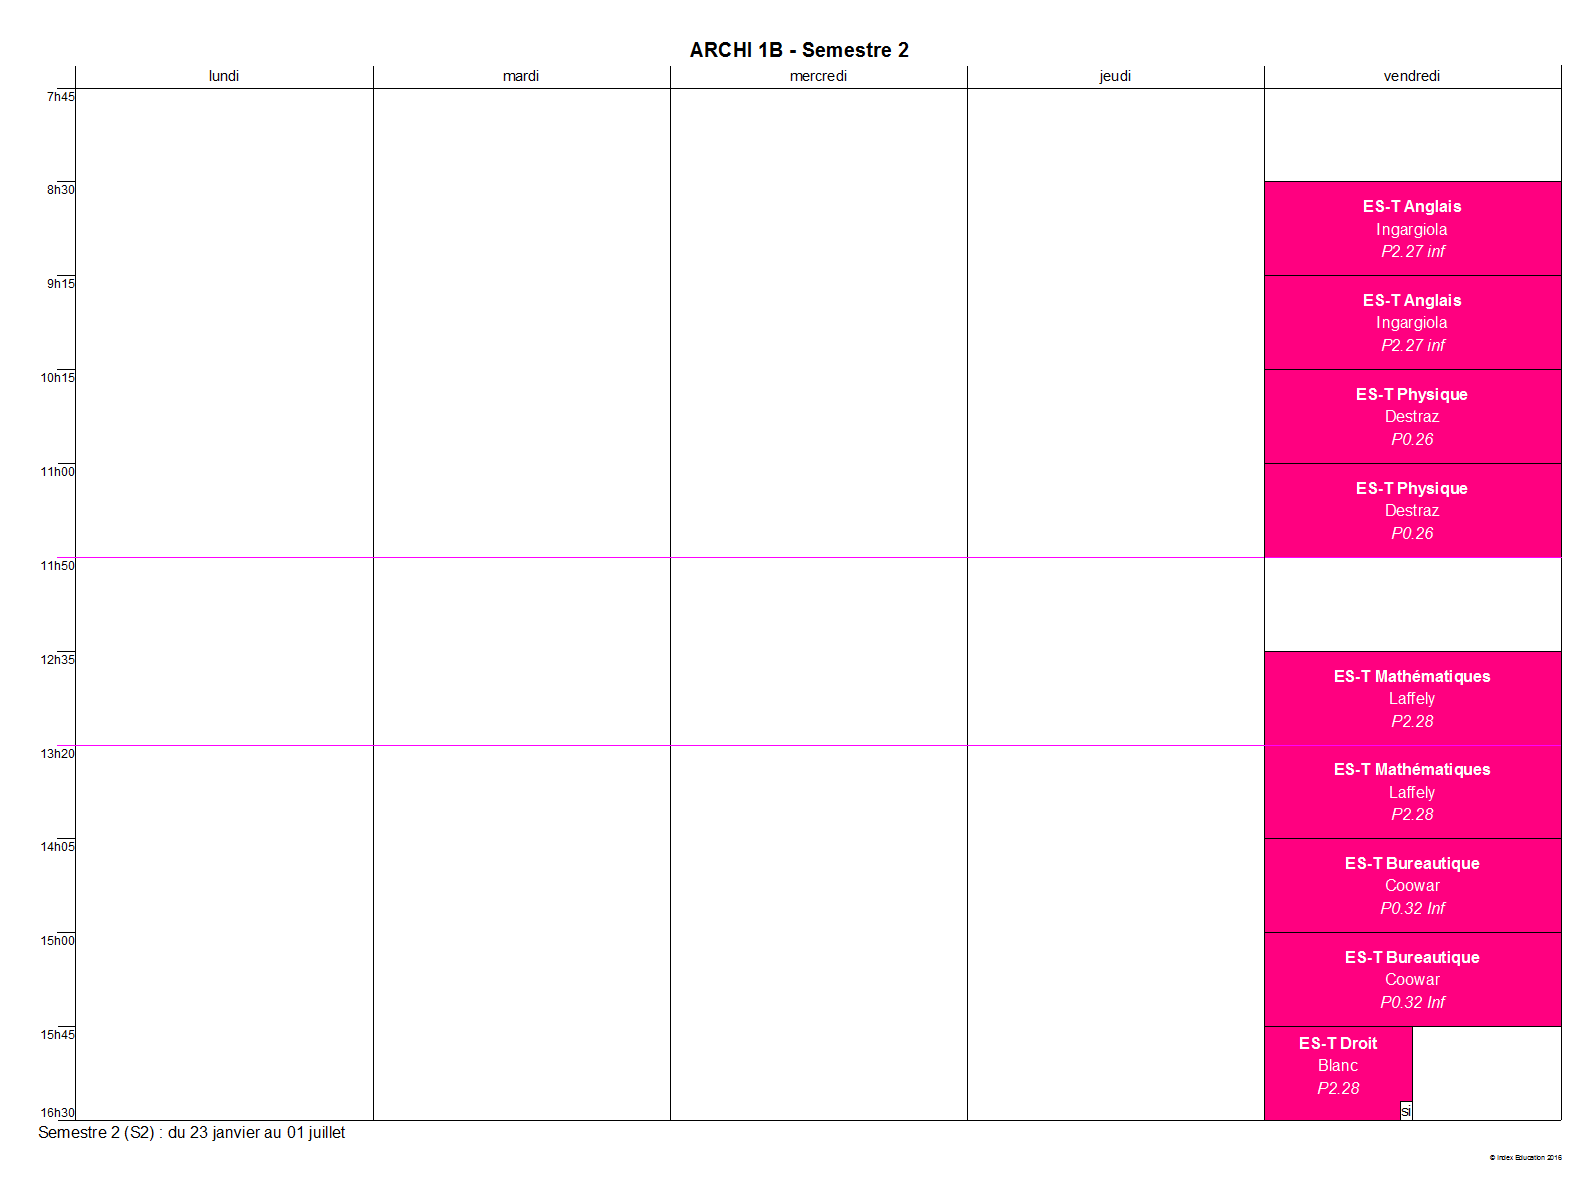 ARCHI 1B - Semestre 2
lundi mardi mercredi jeudi vendredi
7h45
8h30
ES-T Anglais
Ingargiola
P2.27 inf
9h15
ES-T Anglais
Ingargiola
P2.27 inf
10h15
ES-T Physique
Destraz
P0.26
11h00
ES-T Physique
Destraz
P0.26
11h50
12h35
ES-T Mathématiques
Laffely
P2.28
13h20
ES-T Mathématiques
Laffely
P2.28
14h05
ES-T Bureautique
Coowar
P0.32 Inf
15h00
ES-T Bureautique
Coowar
P0.32 Inf
15h45
ES-T Droit
Blanc
P2.28
si
16h30
Semestre 2 (S2) : du 23 janvier au 01 juillet
© Index Education 2016